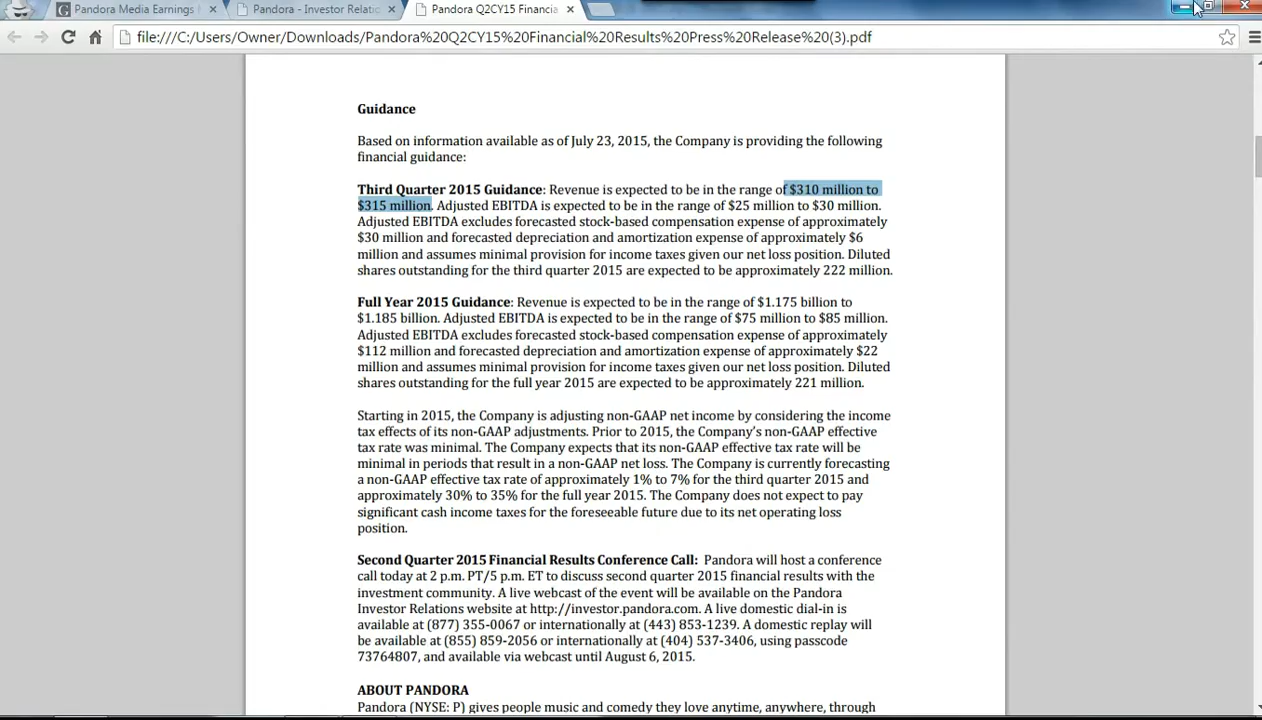 Pandora Media Earnings
Pandora - Investor Relatio
Pandora Q2CY15 Financia
file:///C:/Users/Owner/Downloads/Pandora%20Q2CY15%20Financial%20Results%20Press%20Release%20(3).pdf
Guidance
Based on information available as of July 23, 2015, the Company is providing the following
financial guidance:
Third Quarter 2015 Guidance: Revenue is expected to be in the range of $310 million to
$315 million. Adjusted EBITDA is expected to be in the range of $25 million to $30 million.
Adjusted EBITDA excludes forecasted stock-based compensation expense of approximately
$30 million and forecasted depreciation and amortization expense of approximately $6
million and assumes minimal provision for income taxes given our net loss position. Diluted
shares outstanding for the third quarter 2015 are expected to be approximately 222 million.
Full Year 2015 Guidance: Revenue is expected to be in the range of $1.175 billion to
$1.185 billion. Adjusted EBITDA is expected to be in the range of $75 million to $85 million.
Adjusted EBITDA excludes forecasted stock-based compensation expense of approximately
$112 million and forecasted depreciation and amortization expense of approximately $22
million and assumes minimal provision for income taxes given our net loss position. Diluted
shares outstanding for the full year 2015 are expected to be approximately 221 million.
Starting in 2015, the Company is adjusting non-GAAP net income by considering the income
tax effects of its non-GAAP adjustments. Prior to 2015, the Company's non-GAAP effective
tax rate was minimal. The Company expects that its non-GAAP effective tax rate will be
minimal in periods that result in a non-GAAP net loss. The Company is currently forecasting
a non-GAAP effective tax rate of approximately 1% to 7% for the third quarter 2015 and
approximately 30% to 35% for the full year 2015. The Company does not expect to pay
significant cash income taxes for the foreseeable future due to its net operating loss
position.
Second Quarter 2015 Financial Results Conference Call: Pandora will host a conference
call today at 2 p.m. PT/5 p.m. ET to discuss second quarter 2015 financial results with the
investment community. A live webcast of the event will be available on the Pandora
Investor Relations website at http://investor.pandora.com. A live domestic dial-in is
available at (877) 355-0067 or internationally at (443) 853-1239. A domestic replay will
be available at (855) 859-2056 or internationally at (404) 537-3406, using passcode
73764807, and available via webcast until August 6, 2015.
ABOUT PANDORA
Pandora (NYSE: P) gives people music and comedy they love anytime, anywhere, through